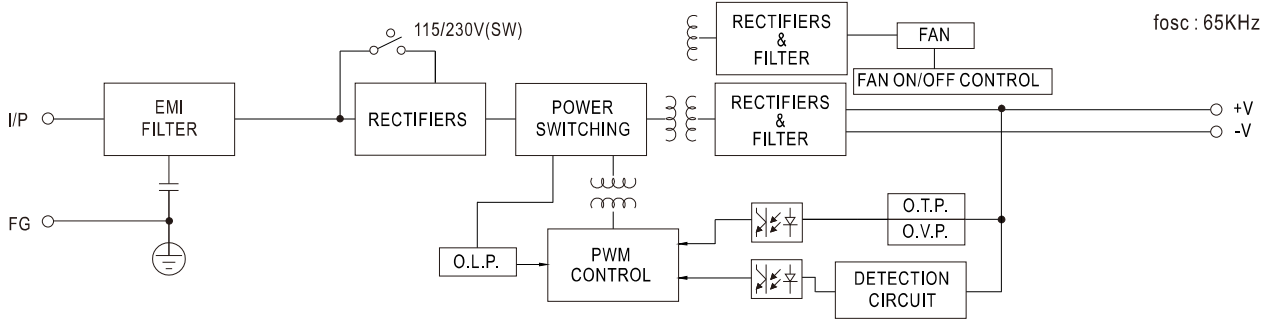 115/230V(SW)
RECTIFIERS
&
FILTER
FAN
fosc : 65KHz
FAN ON/OFF CONTROL
I/P
EMI
FILTER
RECTIFIERS
POWER
SWITCHING
RECTIFIERS
&
FILTER
+V
-V
FG
O.L.P.
PWM
CONTROL
O.T.P.
O.V.P.
DETECTION
CIRCUIT